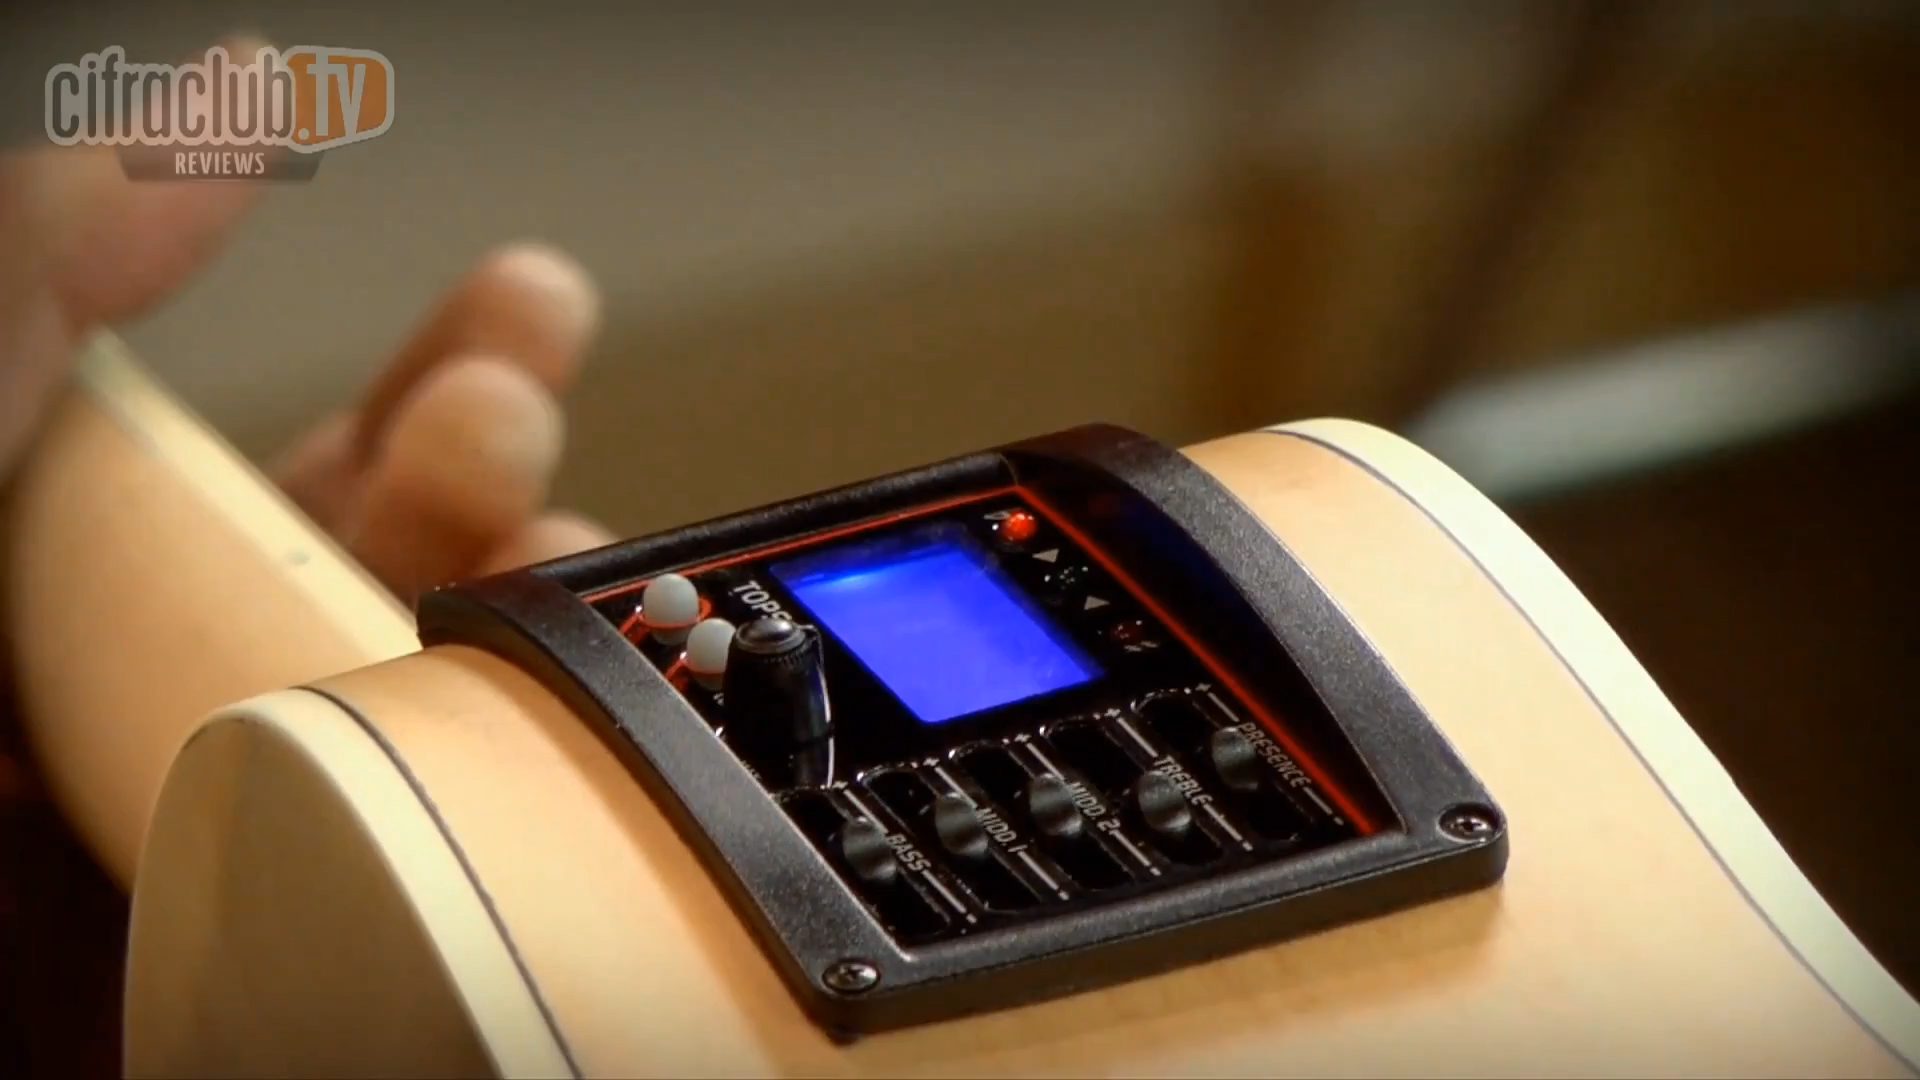 cifraclub.tv
REVIEWS
BASS
MIDD. 1
MIDD. 2
TREBLE
PRESENCE